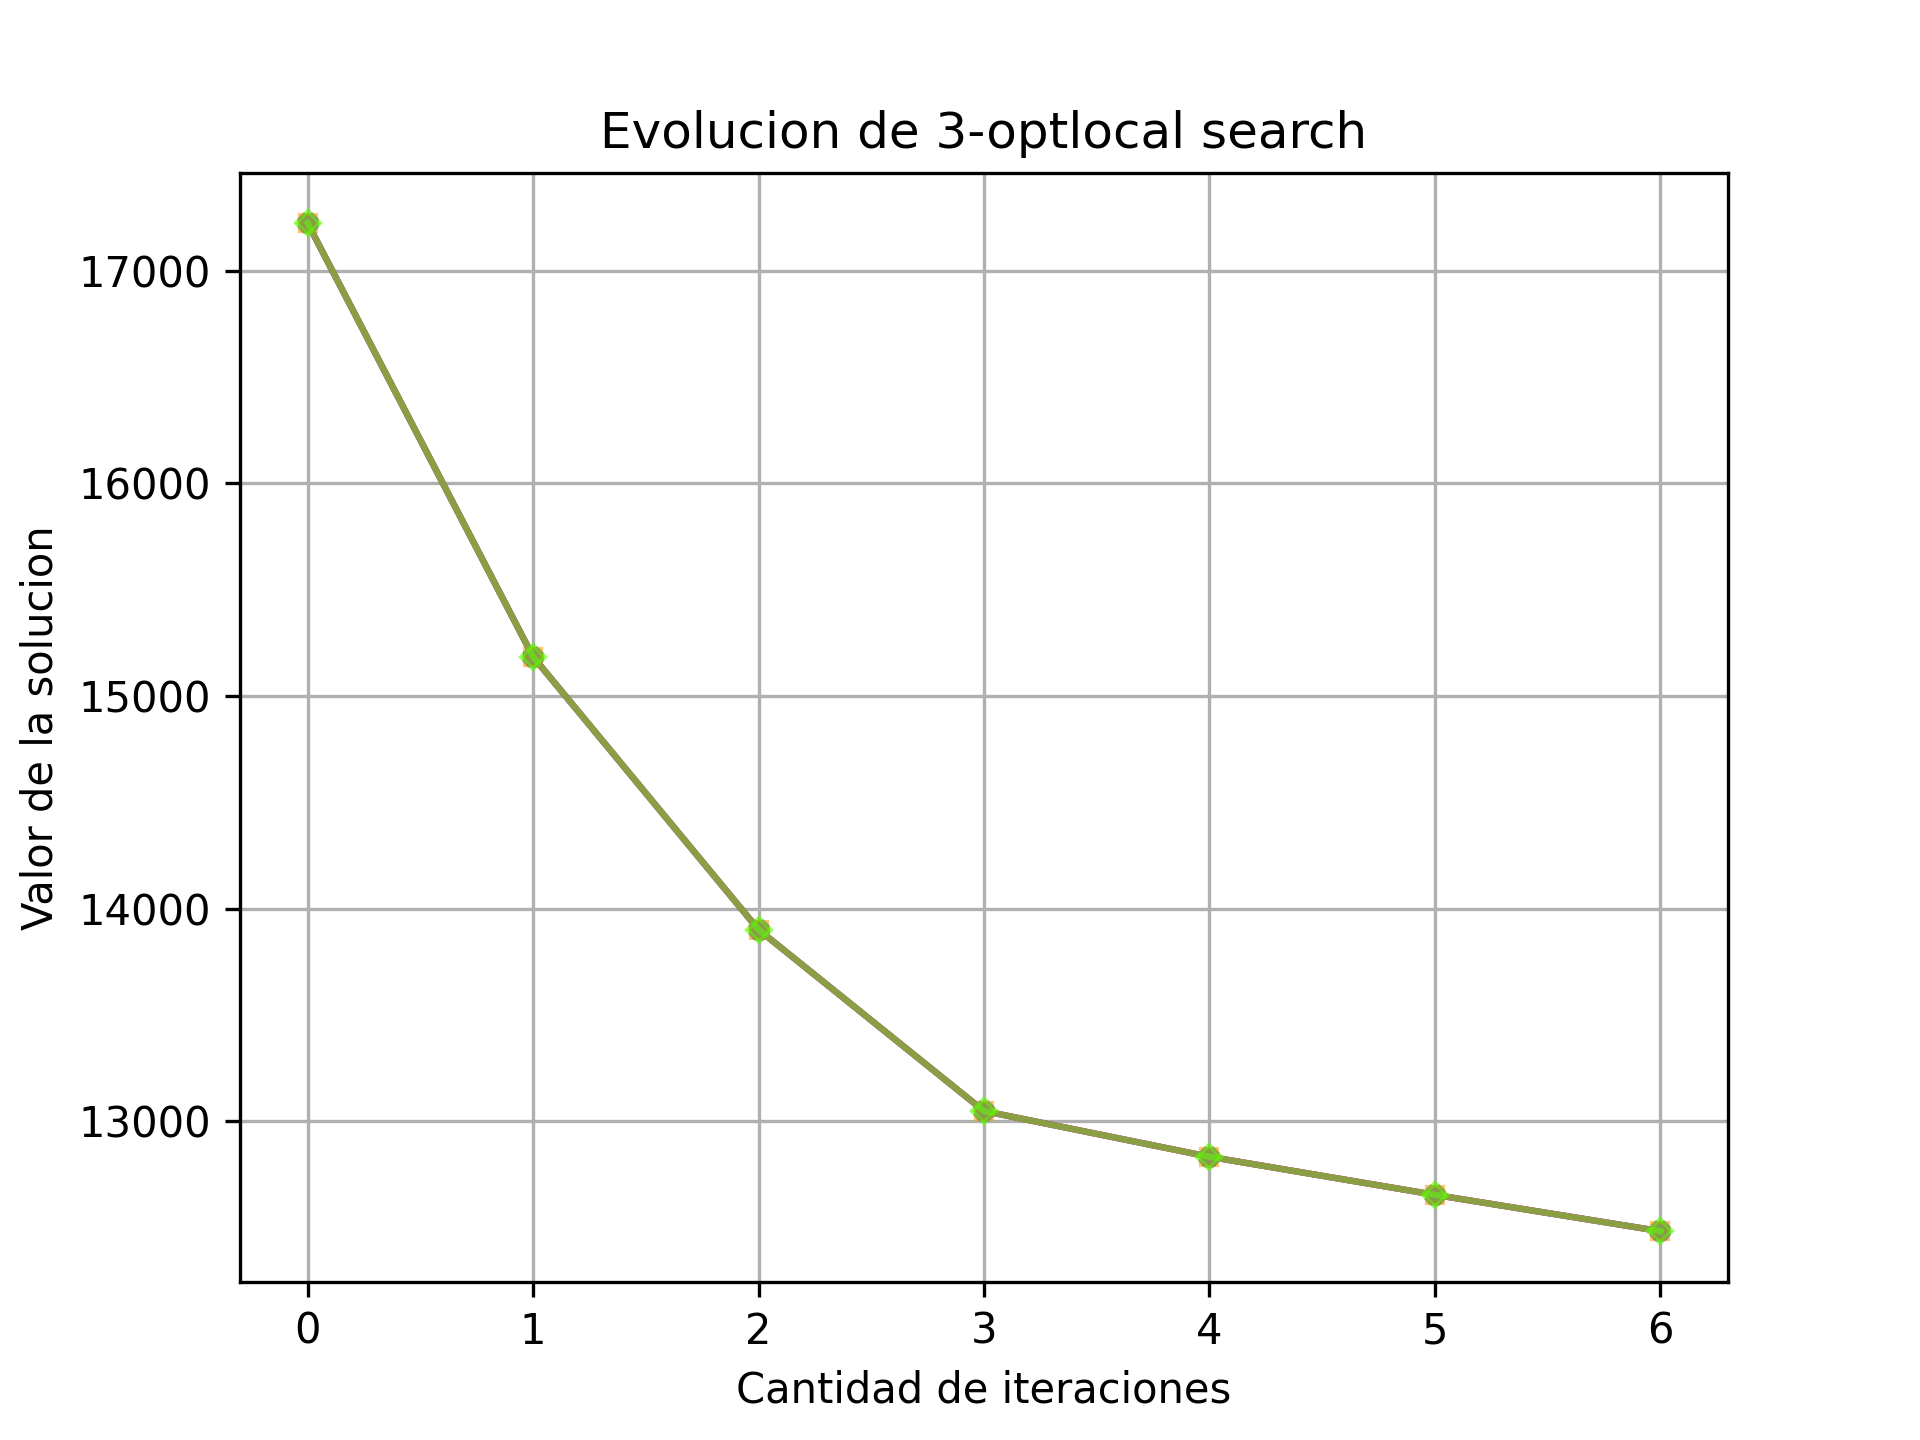 Evolucion de 3-optlocal search
Valor de la solucion
17000
16000
15000
14000
13000
0 1 2 3 4 5 6
Cantidad de iteraciones